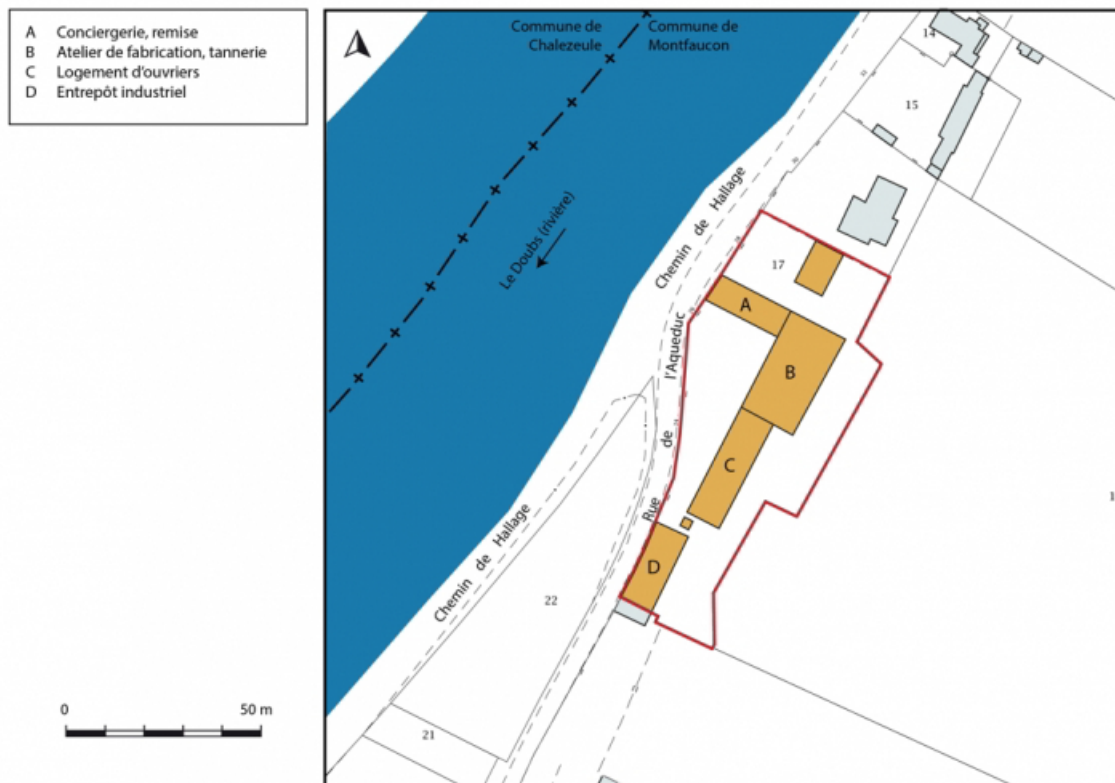 A Conciergerie, remise
B Atelier de fabrication, tannerie
C Logement d'ouvriers
D Entrepôt industriel
Commune de Chalezeule
Commune de Montfaucon
14
15
Chemin de Hallage
Le Doubs (rivière)
17
A
B
Rue de l'Aqueduc
C
D
Chemin de Hallage
22
21
0 50 m